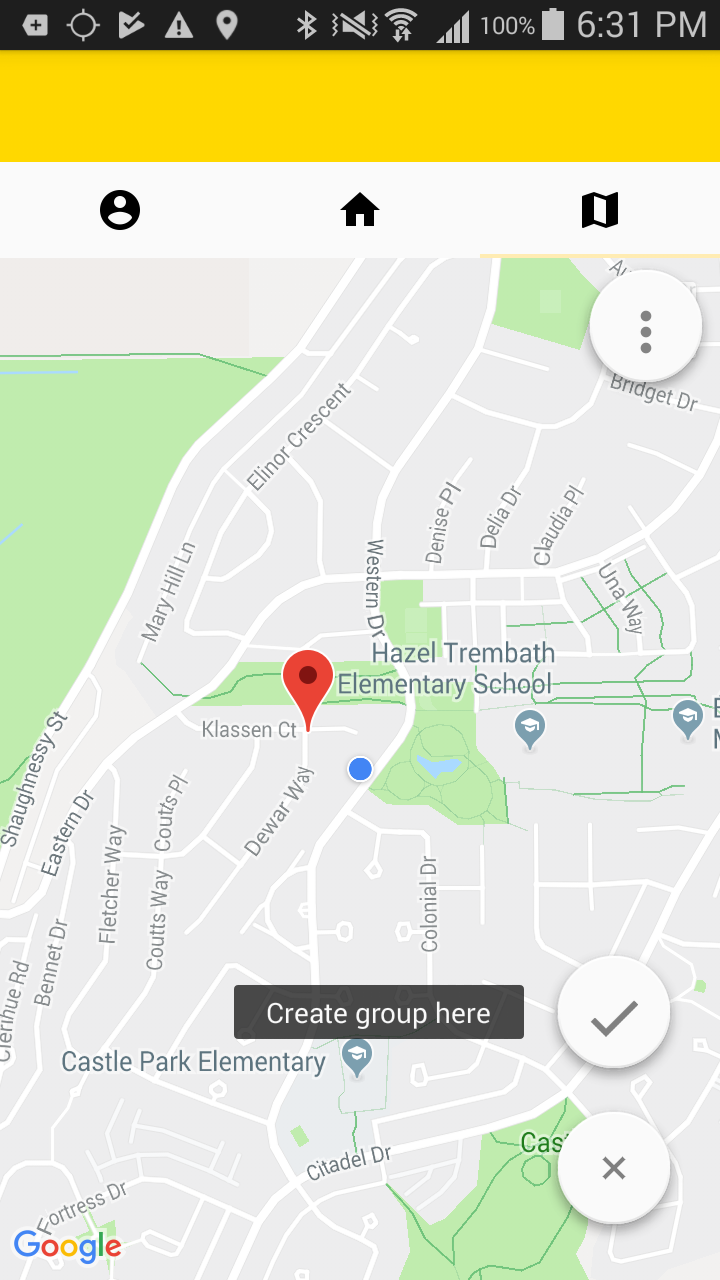 100% 6:31 PM
Bridget Dr
Elinor Crescent
Denise Pl
Delia Dr
Claudia Pl
Mary Hill Ln
Western Dr
Una Way
Hazel Trembath
Elementary School
Klassen Ct
Shaughnessy St
Eastern Dr
Coutts Pl
Dewar Way
Fletcher Way
Coutts Way
Colonial Dr
Bennet Dr
Clerihue Rd
Create group here
Castle Park Elementary
Citadel Dr
Cast
Fortress Dr
Google